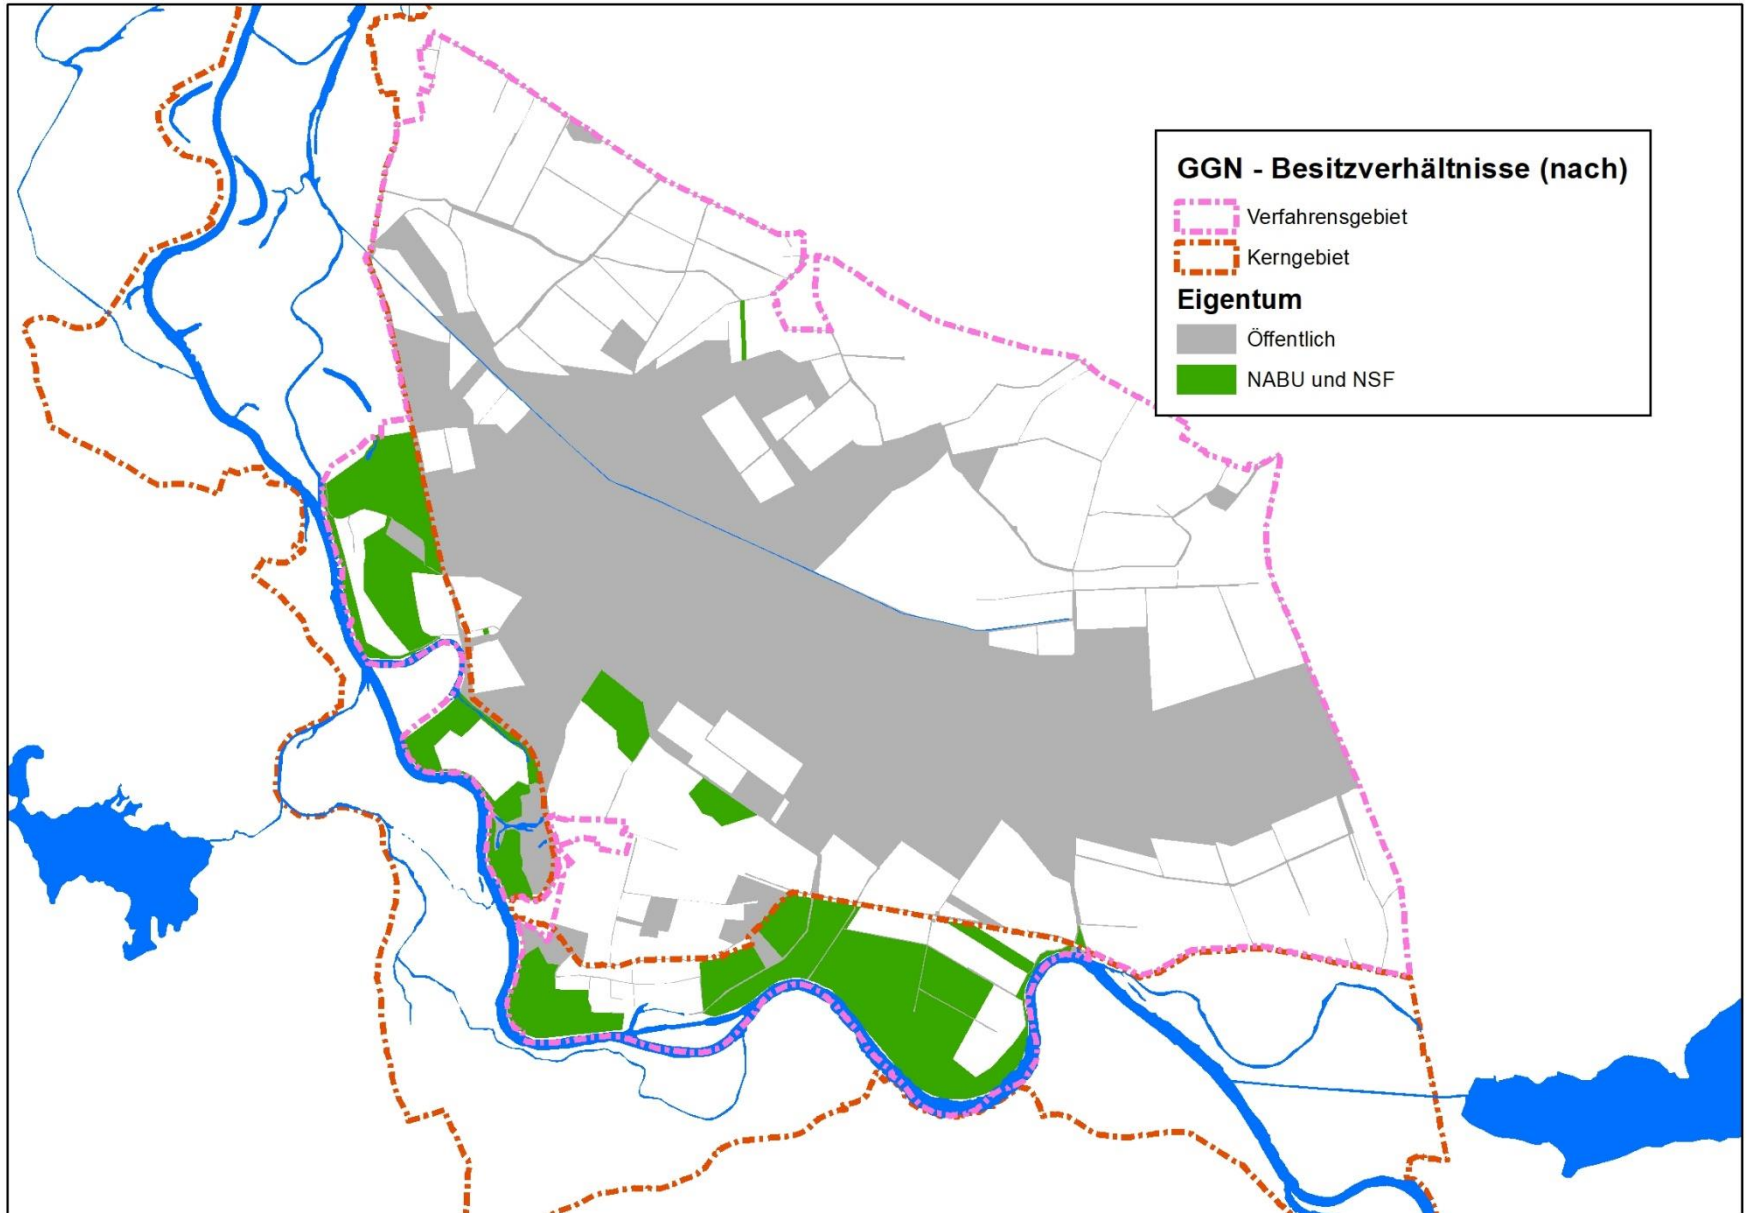 GGN - Besitzverhältnisse (nach)
Verfahrensgebiet
Kerngebiet
Eigentum
Öffentlich
NABU und NSF